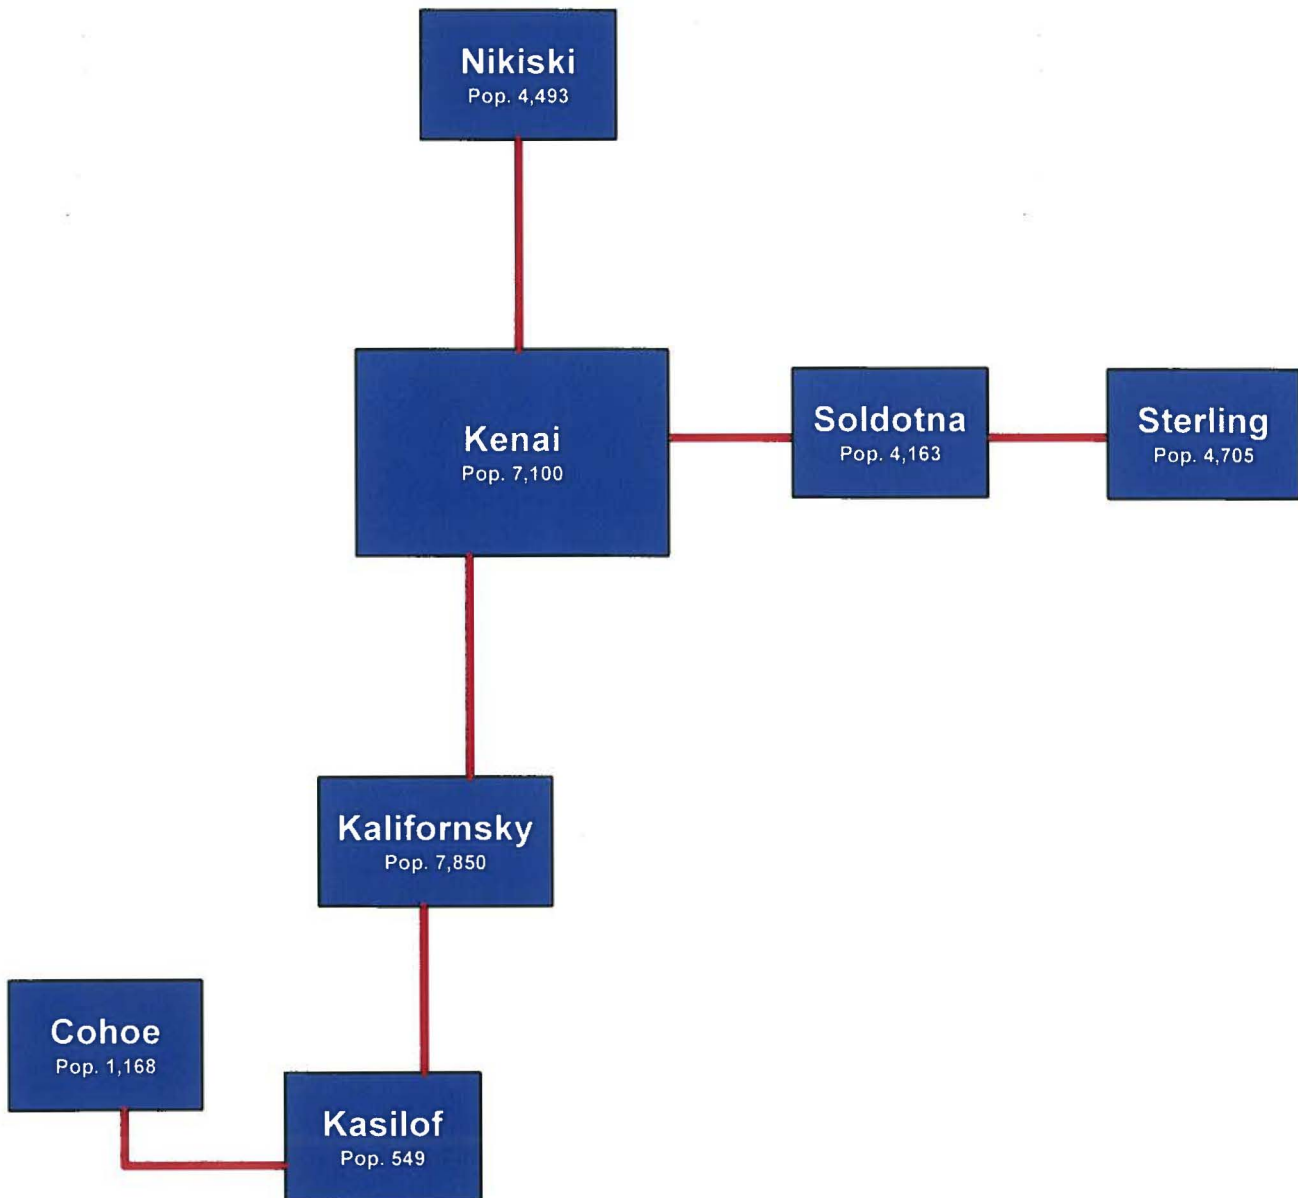 Nikiski
Pop. 4,493
Kenai
Pop. 7,100
Soldotna
Pop. 4,163
Sterling
Pop. 4,705
Kalifornsky
Pop. 7,850
Cohoe
Pop. 1,168
Kasilof
Pop. 549